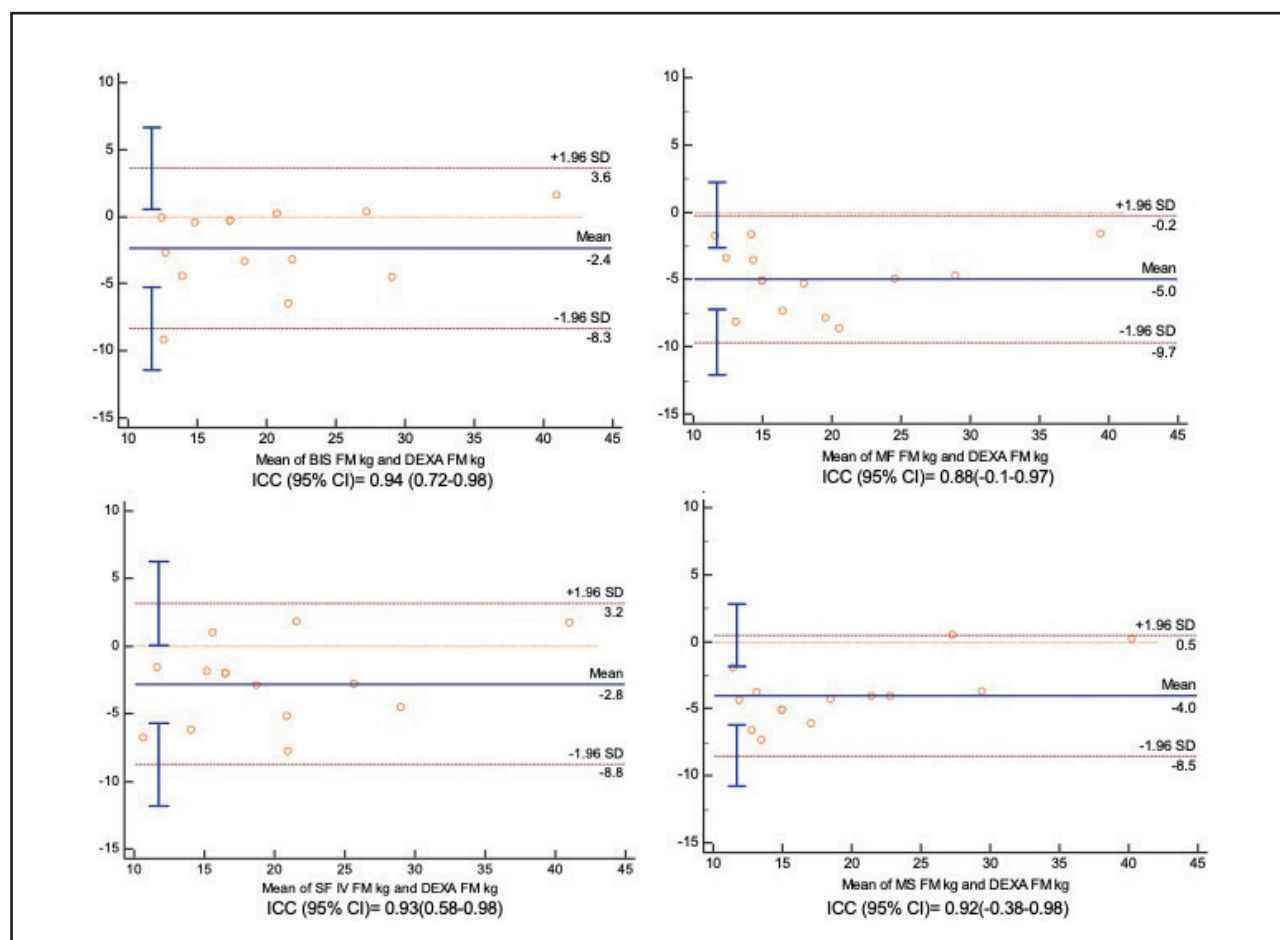 10
5
0
-5
-10
-15
+1.96 SD
3.6
Mean
-2.4
-1.96 SD
-8.3
10 15 20 25 30 35 40 45
Mean of BIS FM kg and DEXA FM kg
ICC (95% CI)= 0.94 (0.72-0.98)
10
5
0
-5
-10
-15
+1.96 SD
-0.2
Mean
-5.0
-1.96 SD
-9.7
10 15 20 25 30 35 40 45
Mean of MF FM kg and DEXA FM kg
ICC (95% CI)= 0.88(-0.1-0.97)
10
5
0
-5
-10
-15
+1.96 SD
3.2
Mean
-2.8
-1.96 SD
-8.8
10 15 20 25 30 35 40 45
Mean of SF IV FM kg and DEXA FM kg
ICC (95% CI)= 0.93(0.58-0.98)
10
5
0
-5
-10
-15
+1.96 SD
0.5
Mean
-4.0
-1.96 SD
-8.5
10 15 20 25 30 35 40 45
Mean of MS FM kg and DEXA FM kg
ICC (95% CI)= 0.92(-0.38-0.98)